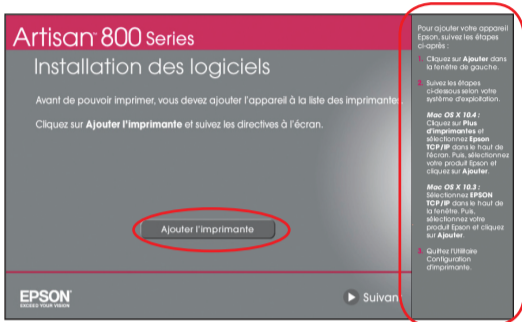 Artisan™ 800 Series
Installation des logiciels
Avant de pouvoir imprimer, vous devez ajouter l'appareil à la liste des imprimantes.
Cliquez sur Ajouter l'imprimante et suivez les directives à l'écran.
Ajouter l'imprimante
EPSON
EXCEED YOUR VISION
Suivant
Pour ajouter votre appareil
Epson, suivez les étapes
ci-après :
1. Cliquez sur Ajouter dans
la fenêtre de gauche.
2. Suivez les étapes
ci-dessous selon votre
système d'exploitation.
Mac OS X 10.4 :
Cliquez sur Plus
d'imprimantes et
sélectionnez Epson
TCP/IP dans le haut de
l'écran. Puis, sélectionnez
votre produit Epson et
cliquez sur Ajouter.
Mac OS X 10.3 :
Sélectionnez EPSON
TCP/IP dans le haut de
la fenêtre. Puis,
sélectionnez votre
produit Epson et cliquez
sur Ajouter.
3. Quittez l'Utilitaire
Configuration
d'imprimante.